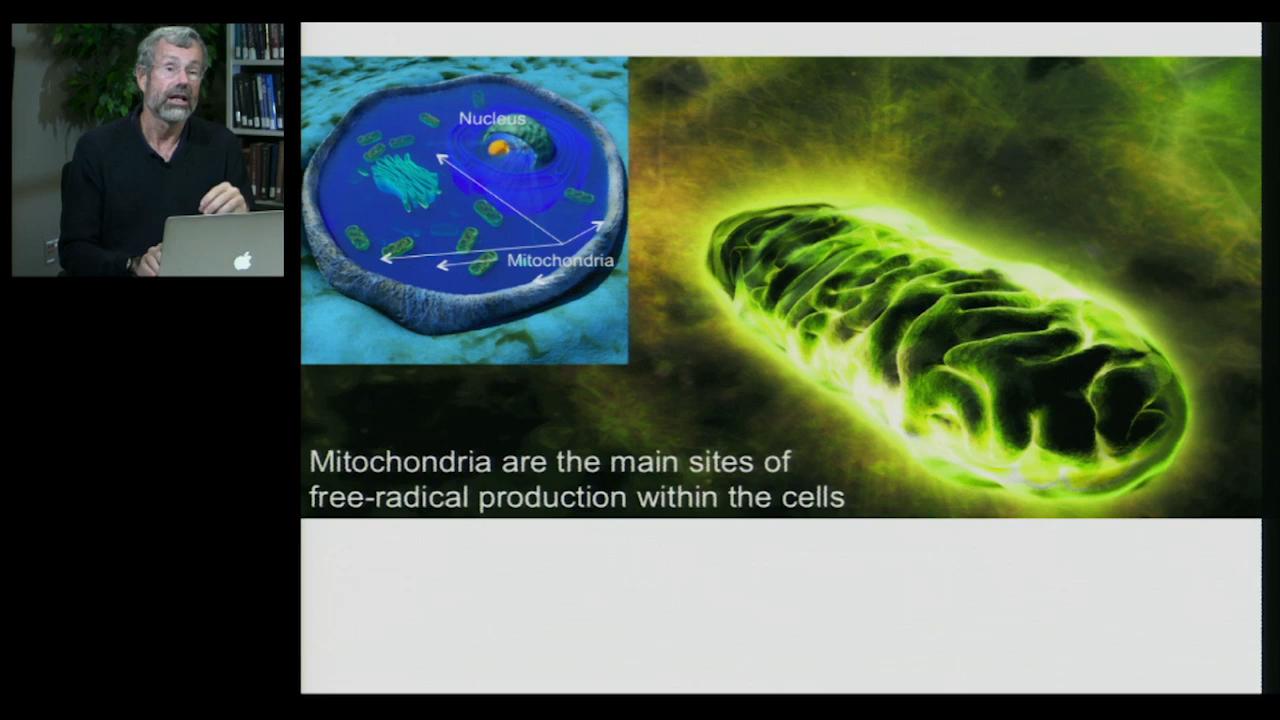 Nucleus
Mitochondria
Mitochondria are the main sites of
free-radical production within the cells